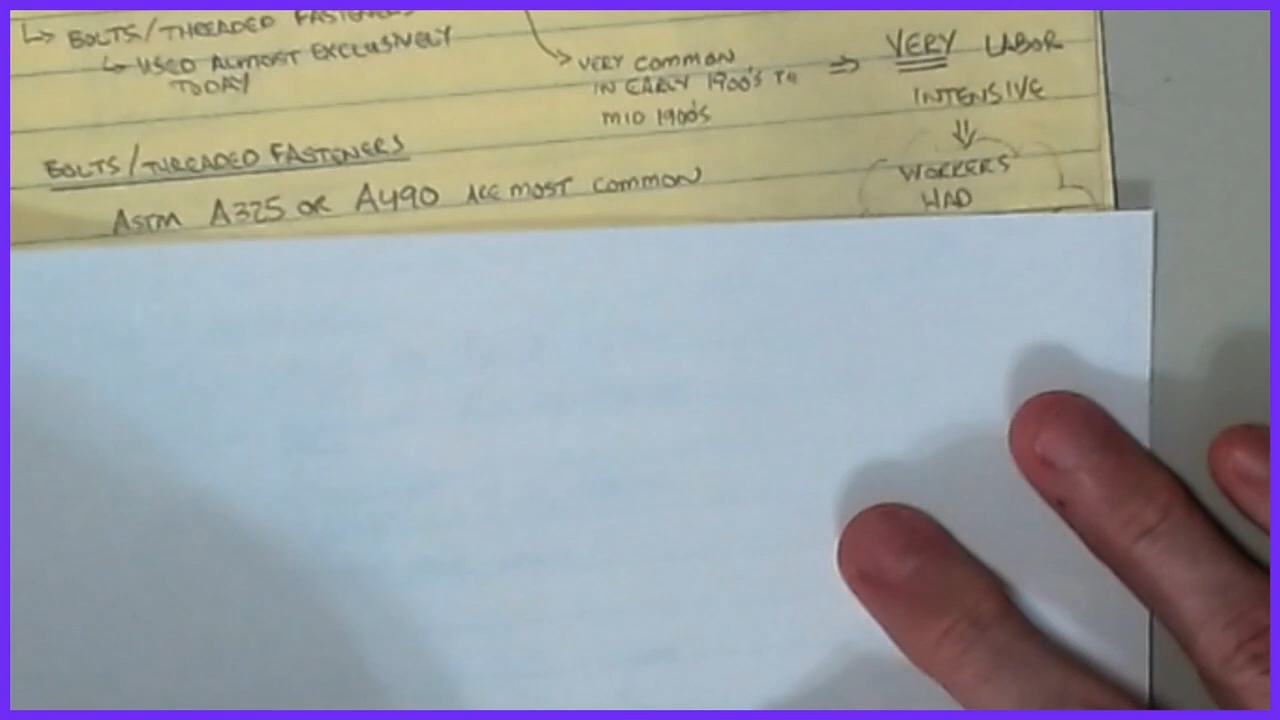 ↳ BOLTS/THREADED FASTENERS
↳ USED ALMOST EXCLUSIVELY
TODAY
VERY COMMON
IN EARLY 1900'S TO
MID 1900'S
⇒ VERY LABOR
INTENSIVE
⇓
WORKERS
HAD
BOLTS/THREADED FASTENERS
ASTM A325 OR A490 ARE MOST COMMON